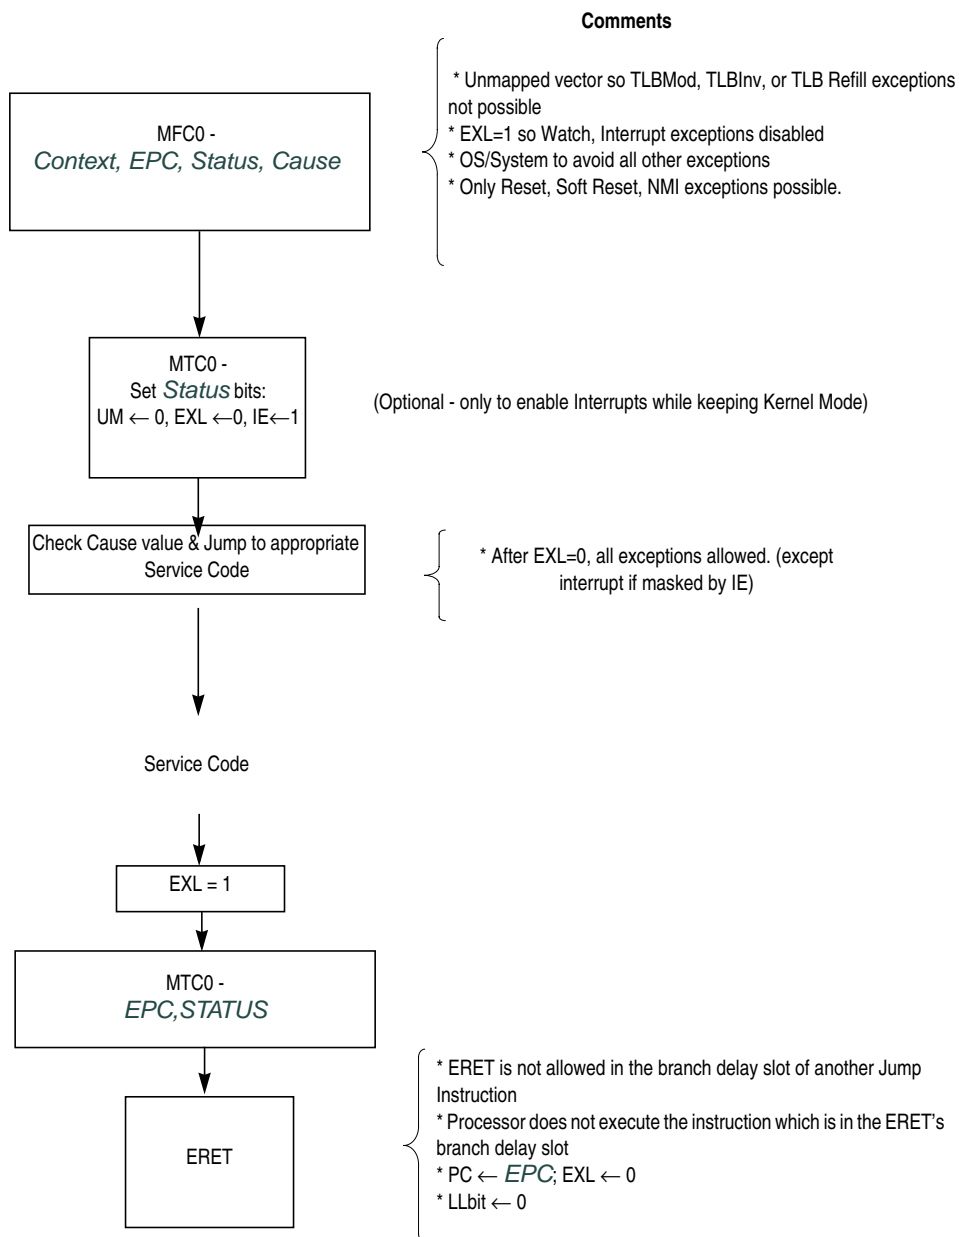 Comments
* Unmapped vector so TLBMod, TLBInv, or TLB Refill exceptions
not possible
* EXL=1 so Watch, Interrupt exceptions disabled
* OS/System to avoid all other exceptions
* Only Reset, Soft Reset, NMI exceptions possible.
MFC0 -
Context, EPC, Status, Cause
MTC0 -
Set Status bits:
UM ← 0, EXL ←0, IE←1
(Optional - only to enable Interrupts while keeping Kernel Mode)
Check Cause value & Jump to appropriate
Service Code
* After EXL=0, all exceptions allowed. (except
interrupt if masked by IE)
Service Code
EXL = 1
MTC0 -
EPC,STATUS
ERET
* ERET is not allowed in the branch delay slot of another Jump
Instruction
* Processor does not execute the instruction which is in the ERET's
branch delay slot
* PC ← EPC; EXL ← 0
* LLbit ← 0